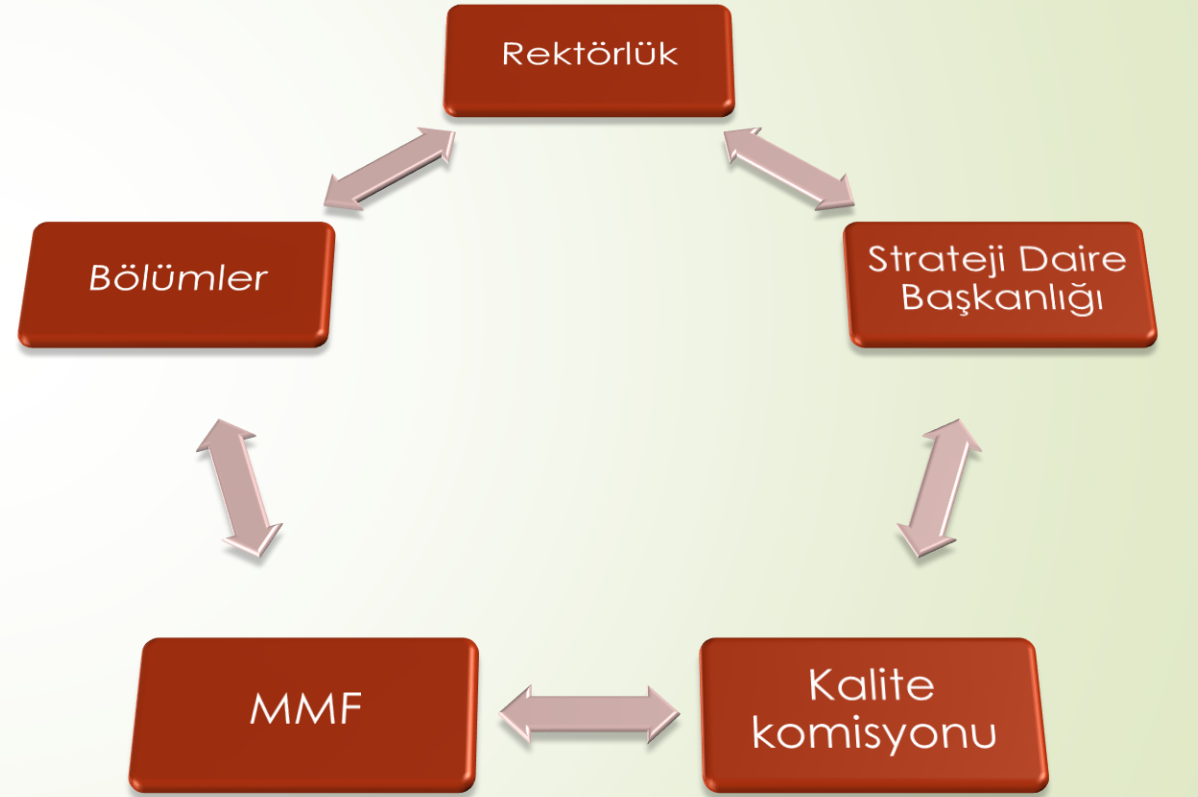 Rektörlük
Bölümler
Strateji Daire
Başkanlığı
MMF
Kalite
komisyonu